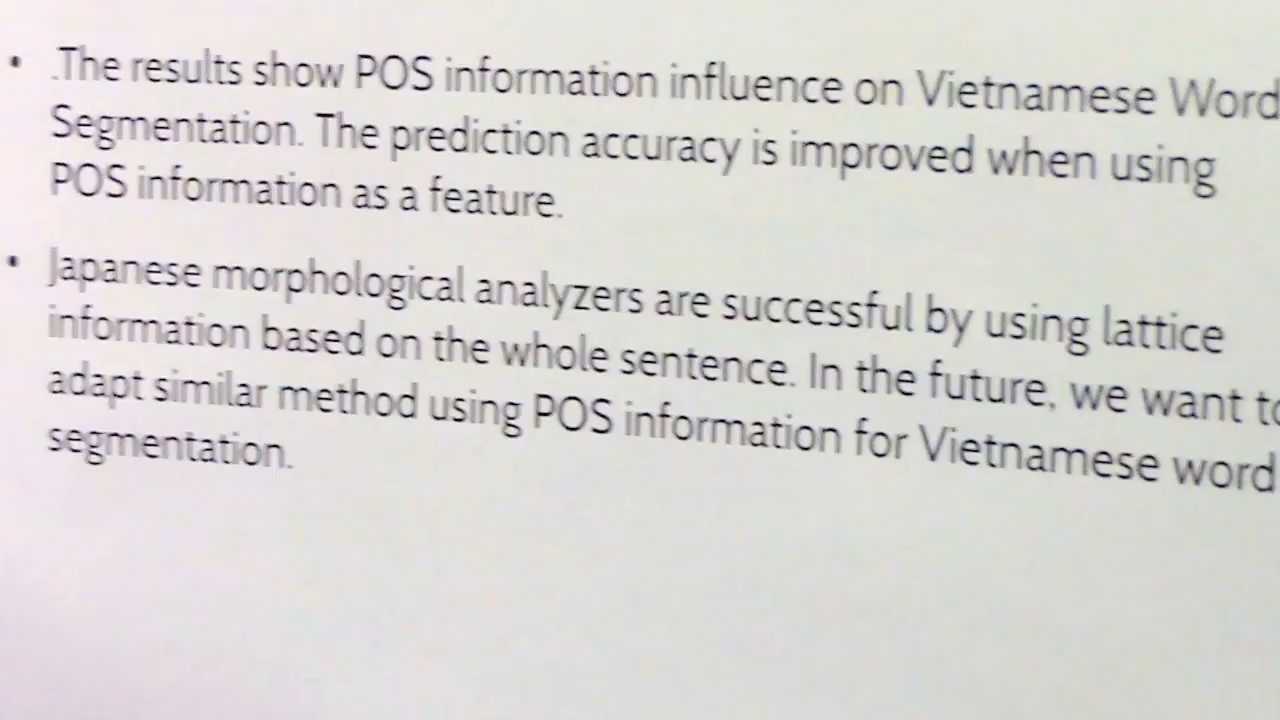 • .The results show POS information influence on Vietnamese Word
Segmentation. The prediction accuracy is improved when using
POS information as a feature.
• Japanese morphological analyzers are successful by using lattice
information based on the whole sentence. In the future, we want to
adapt similar method using POS information for Vietnamese word
segmentation.